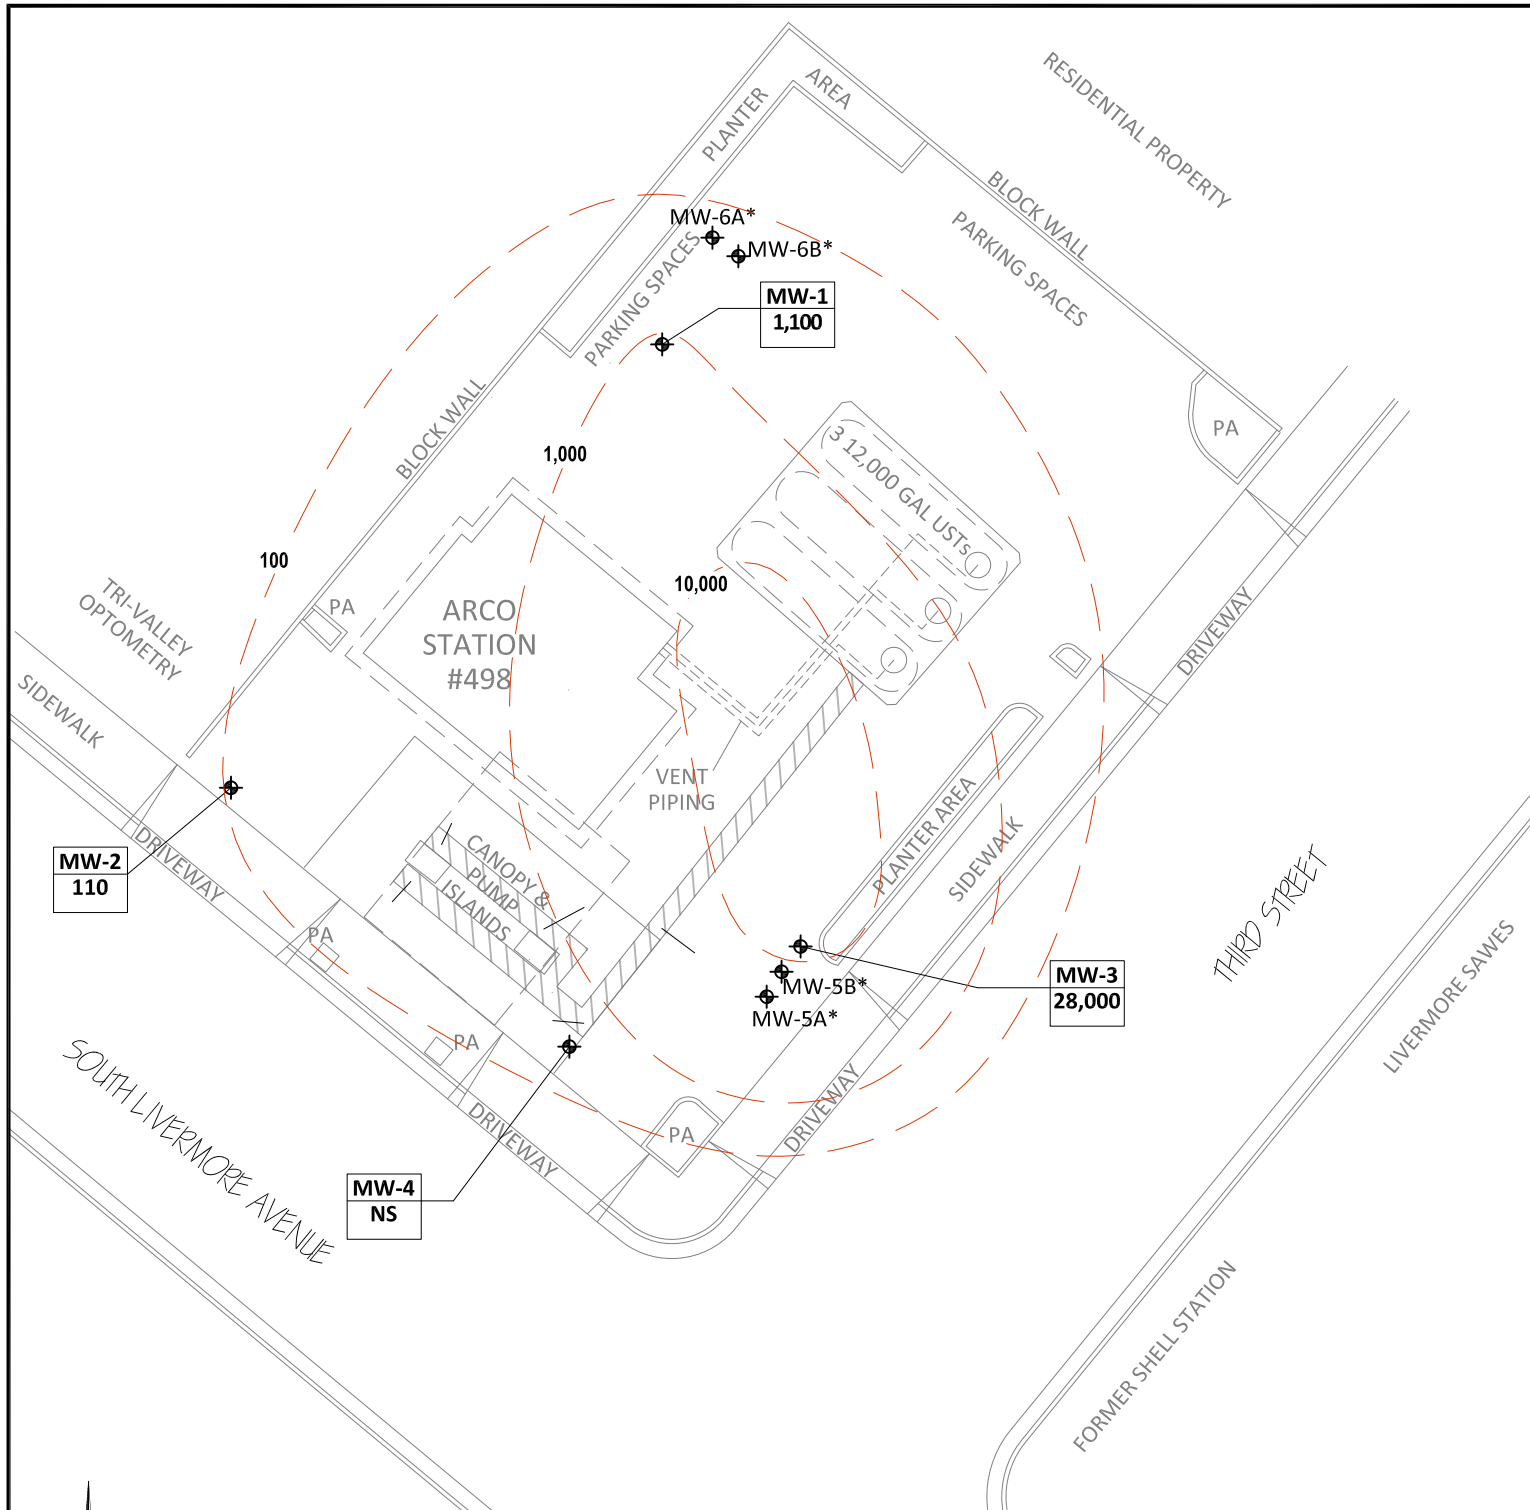 RESIDENTIAL PROPERTY
AREA
PLANTER
BLOCK WALL
PARKING SPACES
MW-6A*
MW-6B*
PARKING SPACES
MW-1
1,100
BLOCK WALL
1,000
3 12,000 GAL USTs
PA
100
10,000
TRI-VALLEY
OPTOMETRY
PA
ARCO
STATION
#498
DRIVEWAY
SIDEWALK
VENT
PIPING
PLANTER AREA
SIDEWALK
MW-2
110
DRIVEWAY
CANOPY &
PUMP
ISLANDS
THIRD STREET
PA
MW-3
28,000
MW-5B*
MW-5A*
LIVERMORE SAWES
PA
SOUTH LIVERMORE AVENUE
DRIVEWAY
DRIVEWAY
PA
MW-4
NS
FORMER SHELL STATION